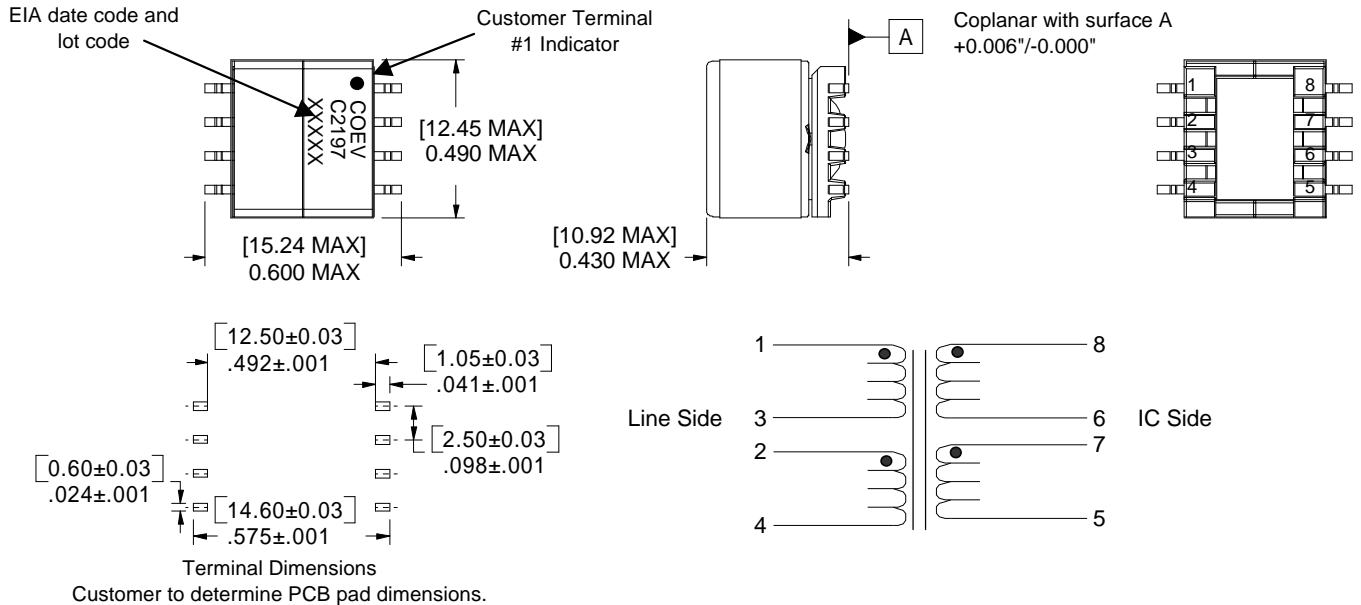 EIA date code and
lot code
Customer Terminal
#1 Indicator
COEV
C2197
XXXXX
[12.45 MAX]
0.490 MAX
[15.24 MAX]
0.600 MAX
[10.92 MAX]
0.430 MAX
A
Coplanar with surface A
+0.006"/-0.000"
1
2
3
4
8
7
6
5
[12.50±0.03]
.492±.001
[1.05±0.03]
.041±.001
[2.50±0.03]
.098±.001
[0.60±0.03]
.024±.001
[14.60±0.03]
.575±.001
Terminal Dimensions
Customer to determine PCB pad dimensions.
1
Line Side
3
2
4
8
6
IC Side
7
5